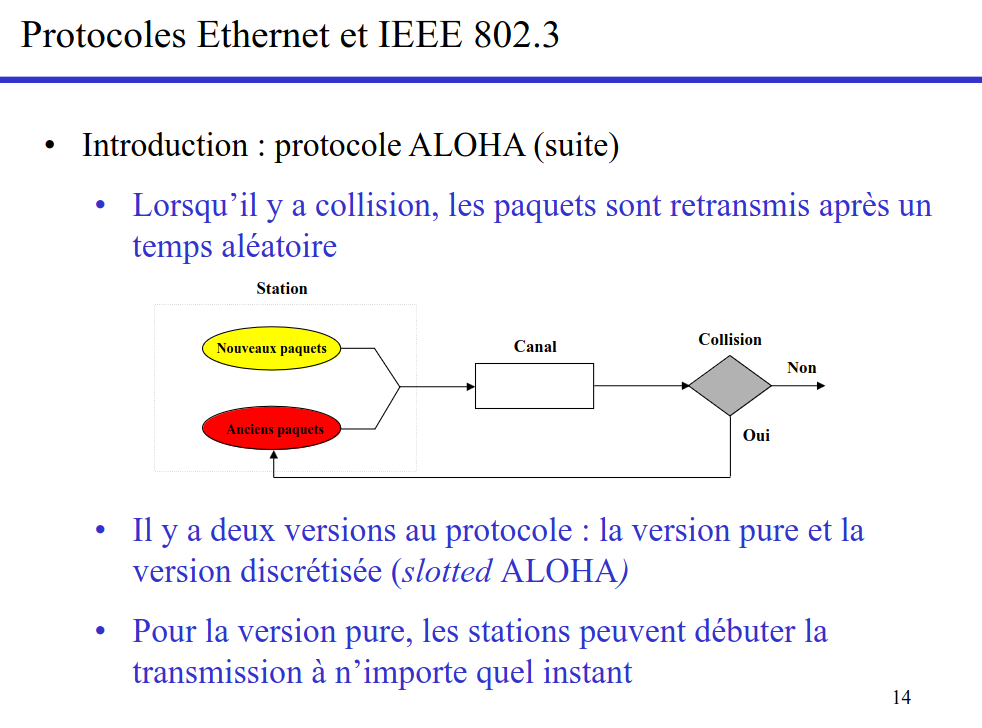 Protocoles Ethernet et IEEE 802.3
• Introduction : protocole ALOHA (suite)
• Lorsqu’il y a collision, les paquets sont retransmis après un
temps aléatoire
Station
Nouveaux paquets
Anciens paquets
Canal
Collision
Non
Oui
• Il y a deux versions au protocole : la version pure et la
version discrétisée (slotted ALOHA)
• Pour la version pure, les stations peuvent débuter la
transmission à n’importe quel instant
14